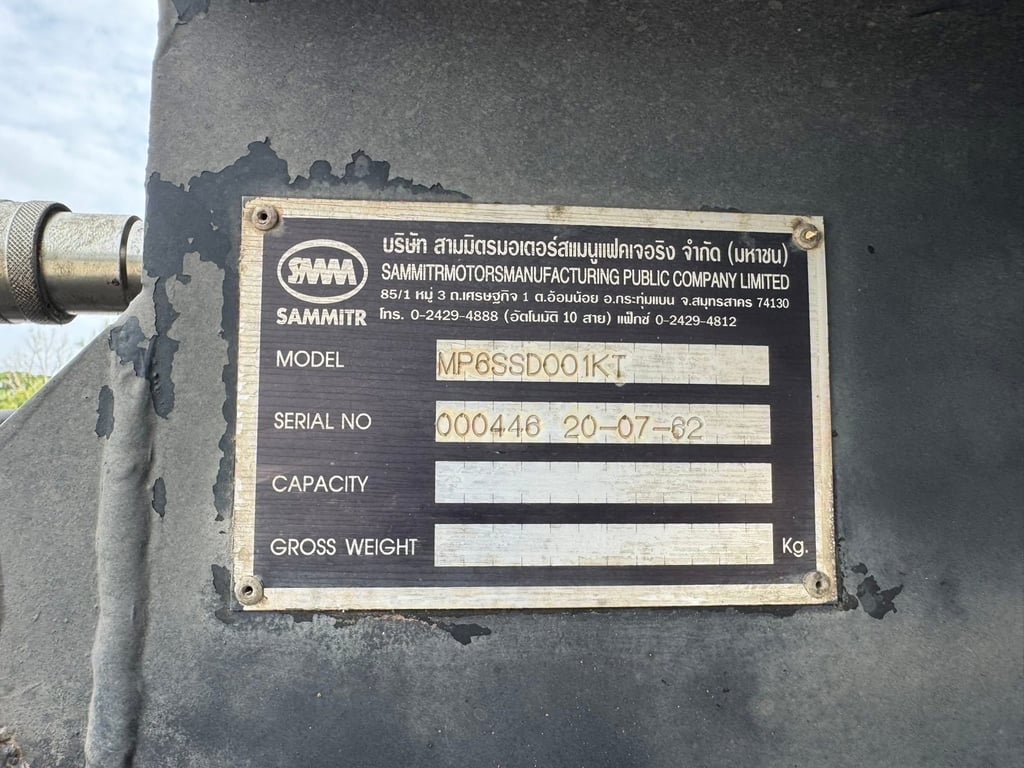 บริษัท สามมิตรมอเตอร์สแมนูแฟคเจอริง จำกัด (มหาชน)
SAMMITRMOTORSMANUFACTURING PUBLIC COMPANY LIMITED
85/1 หมู่ 3 ถ.เศรษฐกิจ 1 ต.อ้อมน้อย อ.กระทุ่มแบน จ.สมุทรสาคร 74130
โทร. 0-2429-4888 (อัตโนมัติ 10 สาย) แฟ็กซ์ 0-2429-4812
SMM
SAMMITR
MODEL MP6SSD001KT
SERIAL NO 000446 20-07-62
CAPACITY
GROSS WEIGHT Kg.